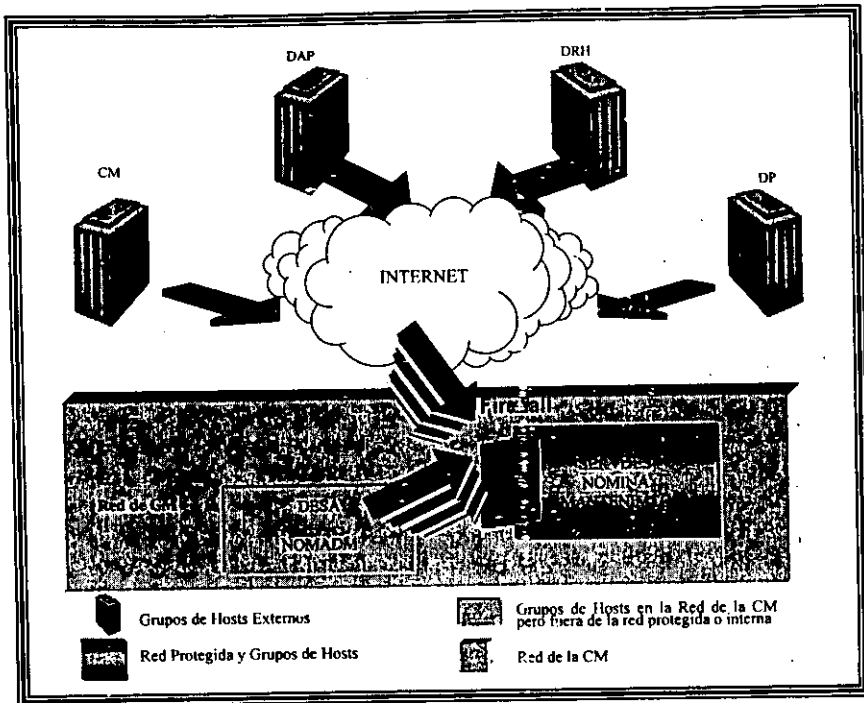 DAP
DRH
CM
DP
INTERNET
Firewall
NOMINA
Red de
DESA
NOMADA
Grupos de Hosts Externos
Grupos de Hosts en la Red de la CM
pero fuera de la red protegida o interna
Red Protegida y Grupos de Hosts
Red de la CM